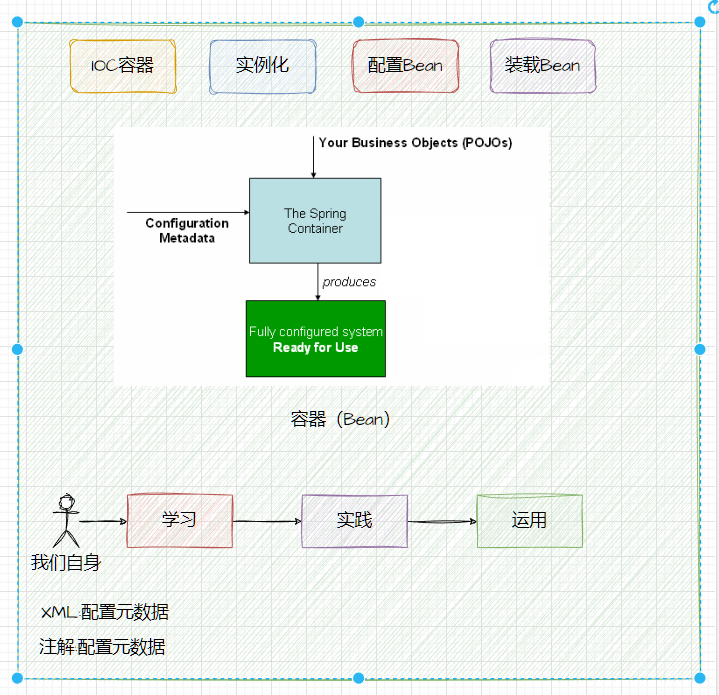 IOC容器
实例化
配置Bean
装载Bean
Your Business Objects (POJOs)
Configuration
Metadata
The Spring
Container
produces
Fully configured system
Ready for Use
容器（Bean）
学习
实践
运用
我们自身
XML:配置元数据
注解:配置元数据